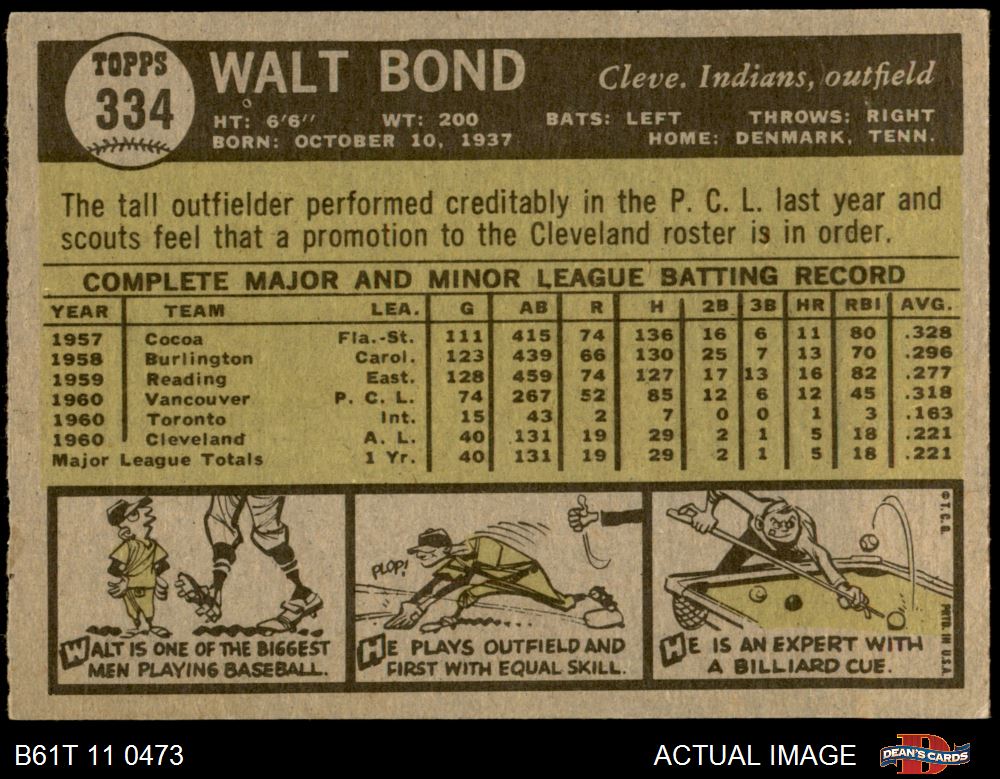 TOPPS
334
WALT BOND
Cleve. Indians, outfield
HT: 6'6" WT: 200 BATS: LEFT THROWS: RIGHT
BORN: OCTOBER 10, 1937 HOME: DENMARK, TENN.
The tall outfielder performed creditably in the P. C. L. last year and
scouts feel that a promotion to the Cleveland roster is in order.
COMPLETE MAJOR AND MINOR LEAGUE BATTING RECORD
YEAR TEAM LEA. G AB R H 2B 3B HR RBI AVG.
1957 Cocoa Fla.-St. 111 415 74 136 16 6 11 80 .328
1958 Burlington Carol. 123 439 66 130 25 7 13 70 .296
1959 Reading East. 128 459 74 127 17 13 16 82 .277
1960 Vancouver P. C. L. 74 267 52 85 12 6 12 45 .318
1960 Toronto Int. 15 43 2 7 0 0 1 3 .163
1960 Cleveland A. L. 40 131 19 29 2 1 5 18 .221
Major League Totals 1 Yr. 40 131 19 29 2 1 5 18 .221
WALT IS ONE OF THE BIGGEST
MEN PLAYING BASEBALL.
PLOP!
HE PLAYS OUTFIELD AND
FIRST WITH EQUAL SKILL.
HE IS AN EXPERT WITH
A BILLIARD CUE.
© T.C.G. PRTD. IN U.S.A.
B61T 11 0473
ACTUAL IMAGE
DEAN'S CARDS